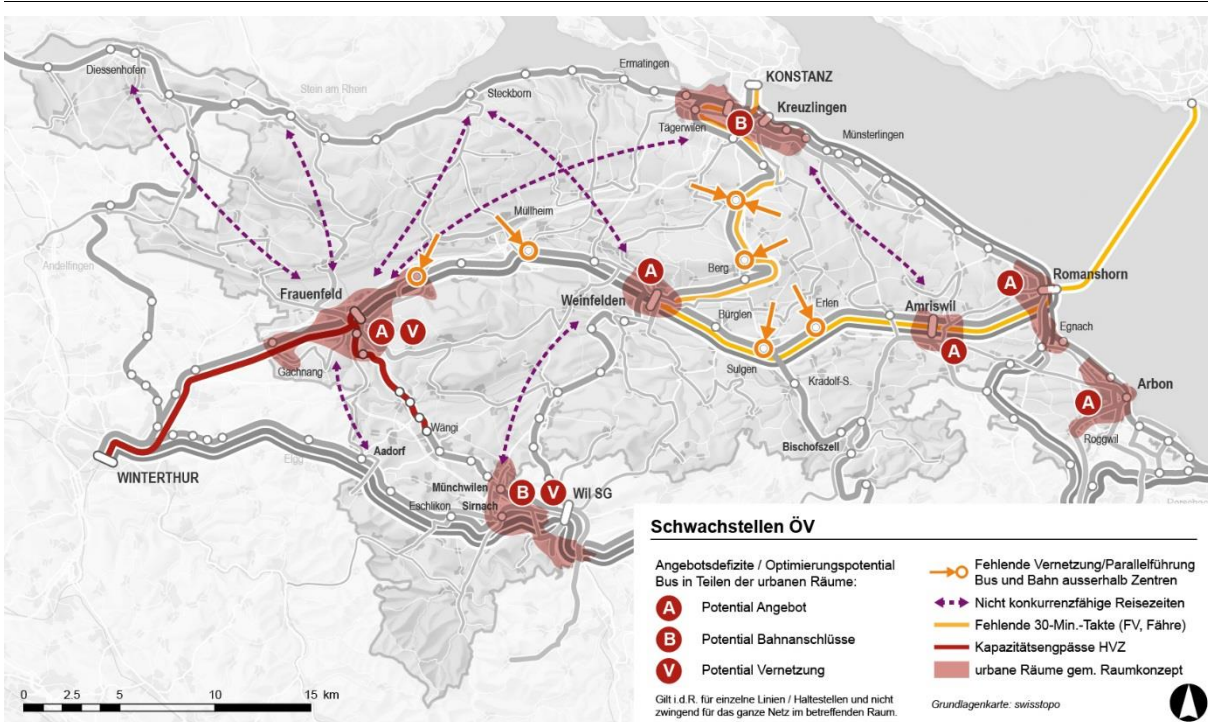 Diessenhofen
Stein am Rhein
Steckborn
Ermatingen
KONSTANZ
Kreuzlingen
B
Tägerwilen
Münsterlingen
Andelfingen
Müllheim
Berg
Frauenfeld
A V
Weinfelden
A
Bürglen
Erlen
Sulgen
Amriswil
A
A
Romanshorn
Egnach
Kradolf-S.
Arbon
A
Roggwil
Gachnang
Wängi
Bischofszell
WINTERTHUR
Elgg
Aadorf
Münchwilen
Eschlikon
Sirnach
B V
Wil SG
0 2.5 5 10 15 km
Schwachstellen ÖV
Angebotsdefizite / Optimierungspotential
Bus in Teilen der urbanen Räume:
A Potential Angebot
B Potential Bahnanschlüsse
V Potential Vernetzung
Gilt i.d.R. für einzelne Linien / Haltestellen und nicht
zwingend für das ganze Netz im betreffenden Raum.
Fehlende Vernetzung/Parallelführung
Bus und Bahn ausserhalb Zentren
Nicht konkurrenzfähige Reisezeiten
Fehlende 30-Min.-Takte (FV, Fähre)
Kapazitätsengpässe HVZ
urbane Räume gem. Raumkonzept
Grundlagenkarte: swisstopo